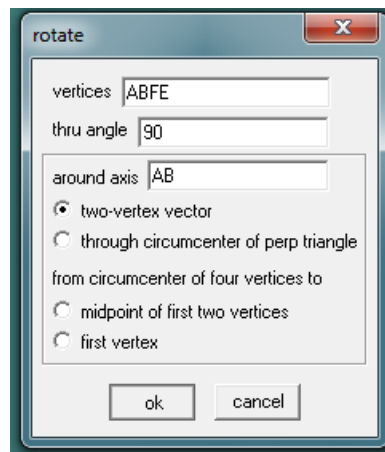 rotate
vertices ABFE
thru angle 90
around axis AB
two-vertex vector
through circumcenter of perp triangle
from circumcenter of four vertices to
midpoint of first two vertices
first vertex
ok cancel